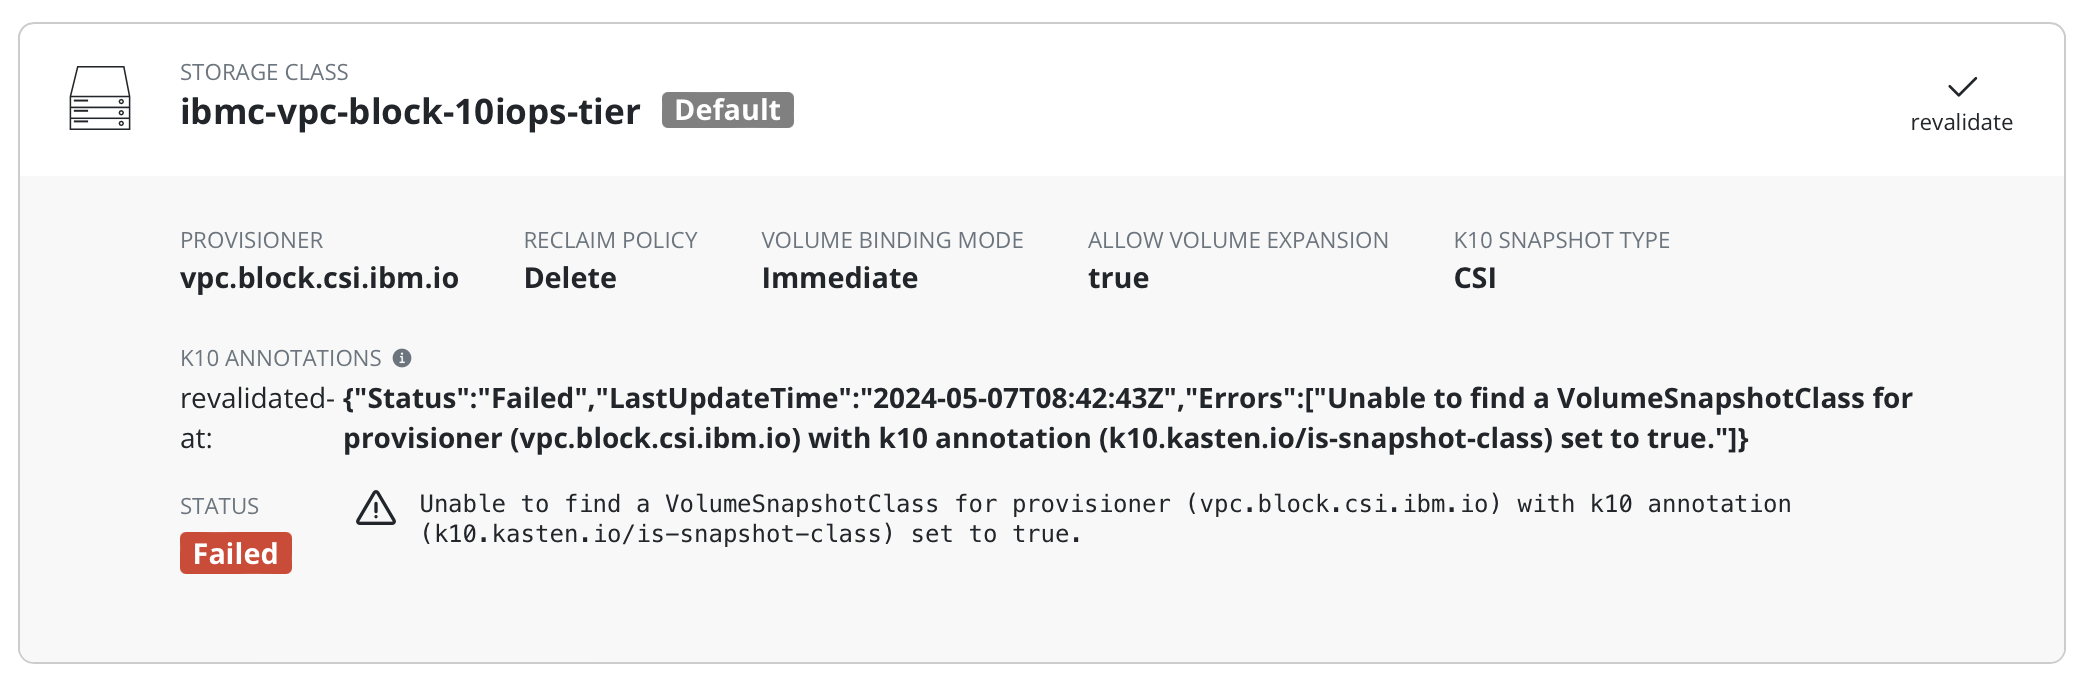 STORAGE CLASS
ibmc-vpc-block-10iops-tier Default
revalidate
PROVISIONER
vpc.block.csi.ibm.io
RECLAIM POLICY
Delete
VOLUME BINDING MODE
Immediate
ALLOW VOLUME EXPANSION
true
K10 SNAPSHOT TYPE
CSI
K10 ANNOTATIONS
revalidated- {"Status":"Failed","LastUpdateTime":"2024-05-07T08:42:43Z","Errors":["Unable to find a VolumeSnapshotClass for
at: provisioner (vpc.block.csi.ibm.io) with k10 annotation (k10.kasten.io/is-snapshot-class) set to true."]}
STATUS
Failed
Unable to find a VolumeSnapshotClass for provisioner (vpc.block.csi.ibm.io) with k10 annotation
(k10.kasten.io/is-snapshot-class) set to true.